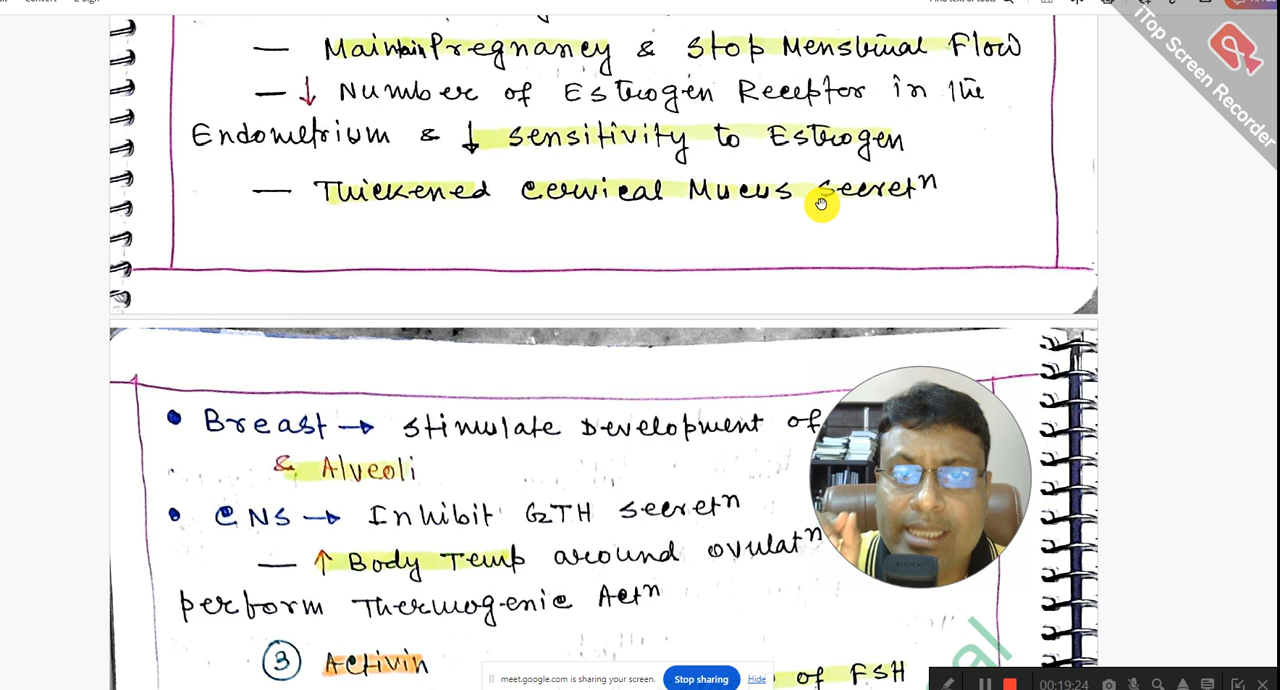 iTop Screen Recorder
— Maintain Pregnancy & Stop Menstrual Flow
— ↓ Number of Estrogen Receptor in the
Endometrium & ↓ Sensitivity to Estrogen
— Thickened Cervical Mucus Secretn
• Breast → Stimulate Development of
& Alveoli
• CNS → Inhibit GTH Secretn
— ↑ Body Temp around ovulatn
perform Thermogenic Actn
3 Activin
of FSH
meet.google.com is sharing your screen. Stop sharing Hide
00:19:24